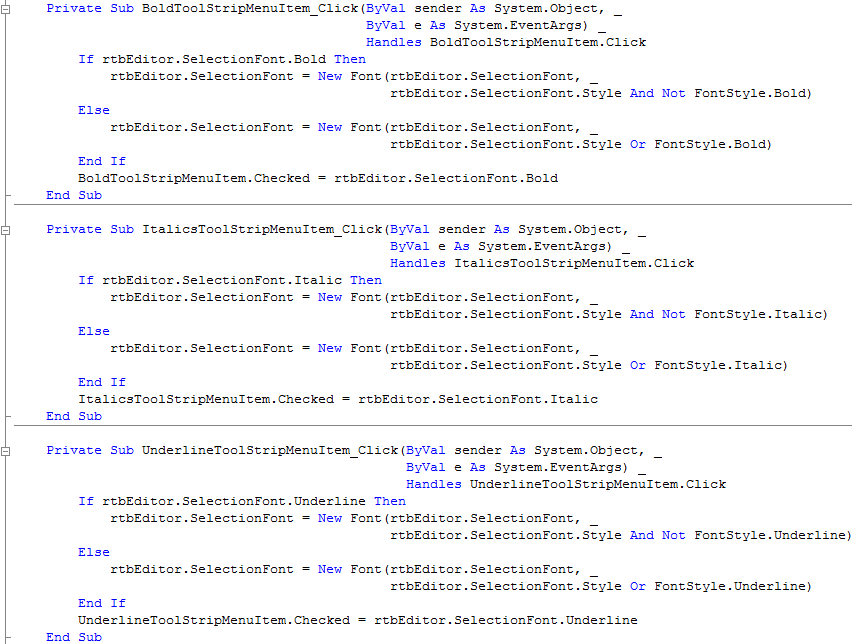 Private Sub BoldToolStripMenuItem_Click(ByVal sender As System.Object, _
ByVal e As System.EventArgs) _
Handles BoldToolStripMenuItem.Click
If rtbEditor.SelectionFont.Bold Then
rtbEditor.SelectionFont = New Font(rtbEditor.SelectionFont, _
rtbEditor.SelectionFont.Style And Not FontStyle.Bold)
Else
rtbEditor.SelectionFont = New Font(rtbEditor.SelectionFont, _
rtbEditor.SelectionFont.Style Or FontStyle.Bold)
End If
BoldToolStripMenuItem.Checked = rtbEditor.SelectionFont.Bold
End Sub
Private Sub ItalicsToolStripMenuItem_Click(ByVal sender As System.Object, _
ByVal e As System.EventArgs) _
Handles ItalicsToolStripMenuItem.Click
If rtbEditor.SelectionFont.Italic Then
rtbEditor.SelectionFont = New Font(rtbEditor.SelectionFont, _
rtbEditor.SelectionFont.Style And Not FontStyle.Italic)
Else
rtbEditor.SelectionFont = New Font(rtbEditor.SelectionFont, _
rtbEditor.SelectionFont.Style Or FontStyle.Italic)
End If
ItalicsToolStripMenuItem.Checked = rtbEditor.SelectionFont.Italic
End Sub
Private Sub UnderlineToolStripMenuItem_Click(ByVal sender As System.Object, _
ByVal e As System.EventArgs) _
Handles UnderlineToolStripMenuItem.Click
If rtbEditor.SelectionFont.Underline Then
rtbEditor.SelectionFont = New Font(rtbEditor.SelectionFont, _
rtbEditor.SelectionFont.Style And Not FontStyle.Underline)
Else
rtbEditor.SelectionFont = New Font(rtbEditor.SelectionFont, _
rtbEditor.SelectionFont.Style Or FontStyle.Underline)
End If
UnderlineToolStripMenuItem.Checked = rtbEditor.SelectionFont.Underline
End Sub